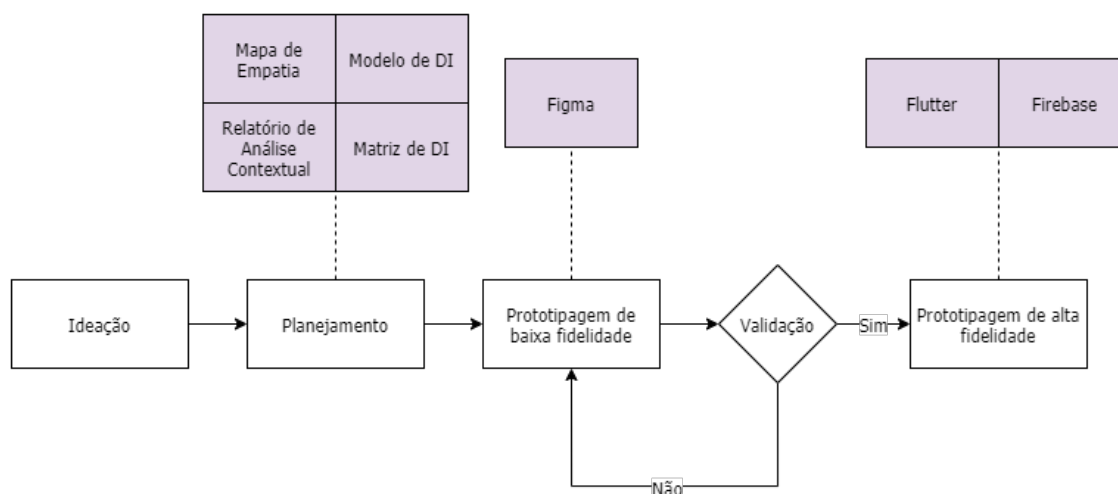 Mapa de
Empatia
Modelo de DI
Relatório de
Análise
Contextual
Matriz de DI
Figma
Flutter
Firebase
Ideação
Planejamento
Prototipagem de
baixa fidelidade
Validação
Sim
Prototipagem de alta
fidelidade
Não